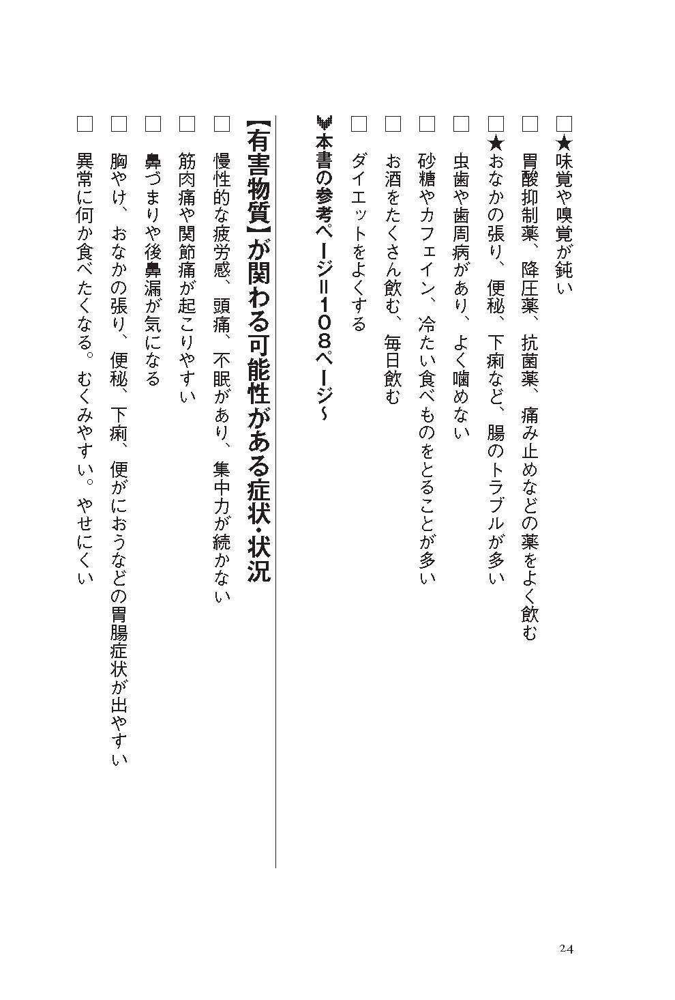 □★味覚や嗅覚が鈍い
□　胃酸抑制薬、降圧薬、抗菌薬、痛み止めなどの薬をよく飲む
□★おなかの張り、便秘、下痢など、腸のトラブルが多い
□　虫歯や歯周病があり、よく噛めない
□　砂糖やカフェイン、冷たい食べものをとることが多い
□　お酒をたくさん飲む、毎日飲む
□　ダイエットをよくする
本書の参考ページ＝１０８ページ〜
【有害物質】が関わる可能性がある症状・状況
□　慢性的な疲労感、頭痛、不眠があり、集中力が続かない
□　筋肉痛や関節痛が起こりやすい
□　鼻づまりや後鼻漏が気になる
□　胸やけ、おなかの張り、便秘、下痢、便がにおうなどの胃腸症状が出やすい
□　異常に何か食べたくなる。むくみやすい。やせにくい
24